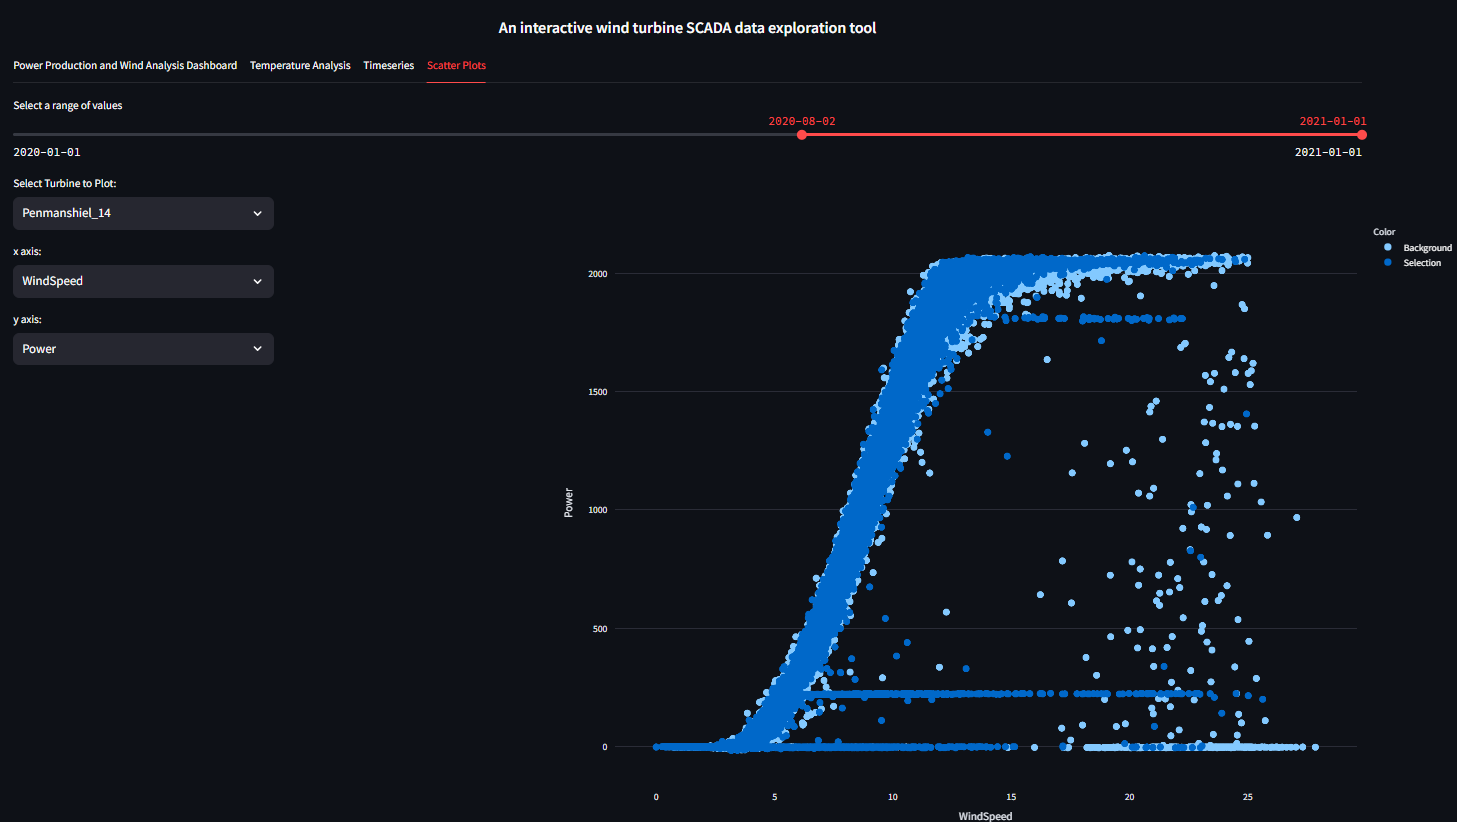 An interactive wind turbine SCADA data exploration tool
Power Production and Wind Analysis Dashboard Temperature Analysis Timeseries Scatter Plots
Select a range of values
2020-08-02 2021-01-01
2020-01-01 2021-01-01
Select Turbine to Plot:
Penmanshiel_14
x axis:
WindSpeed
y axis:
Power
Color
Background
Selection
2000
1500
1000
500
0
Power
0 5 10 15 20 25
WindSpeed